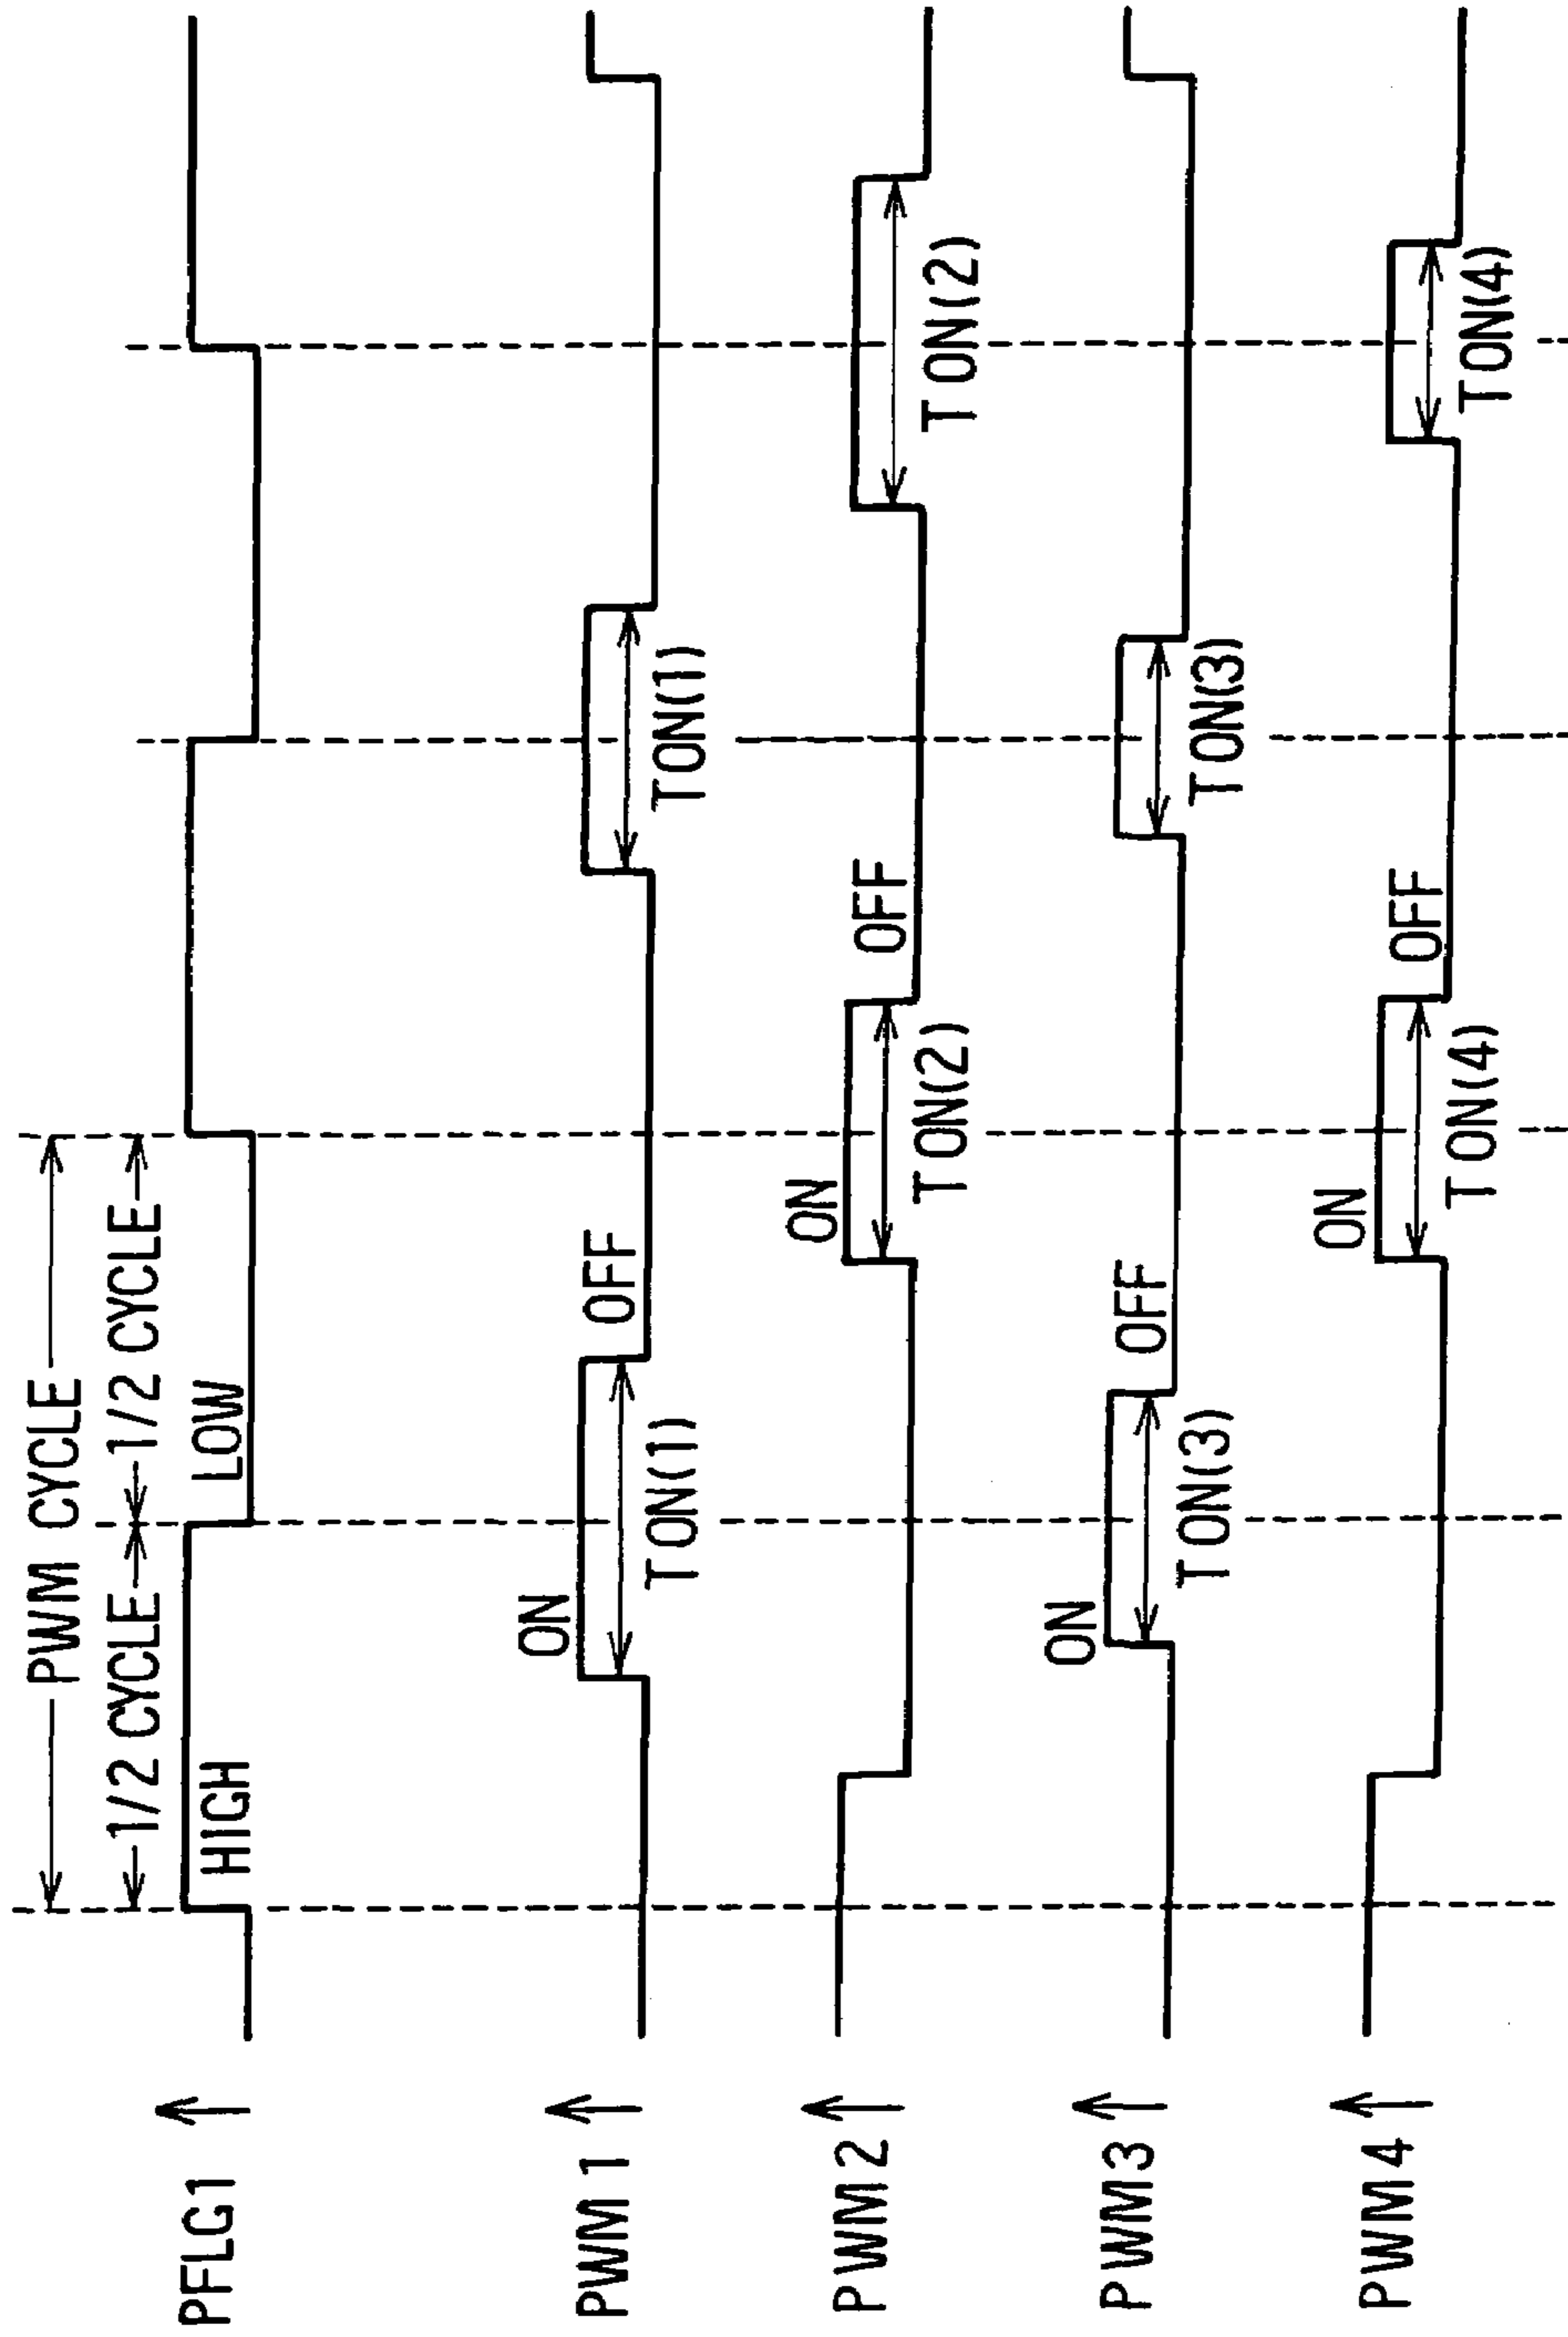 PWM CYCLE
1/2 CYCLE 1/2 CYCLE
PFLG1 HIGH LOW
PWM1 ON OFF
TON(1) TON(1)
PWM2 ON OFF
TON(2) TON(2)
PWM3 ON OFF
TON(3) TON(3)
PWM4 ON OFF
TON(4) TON(4)